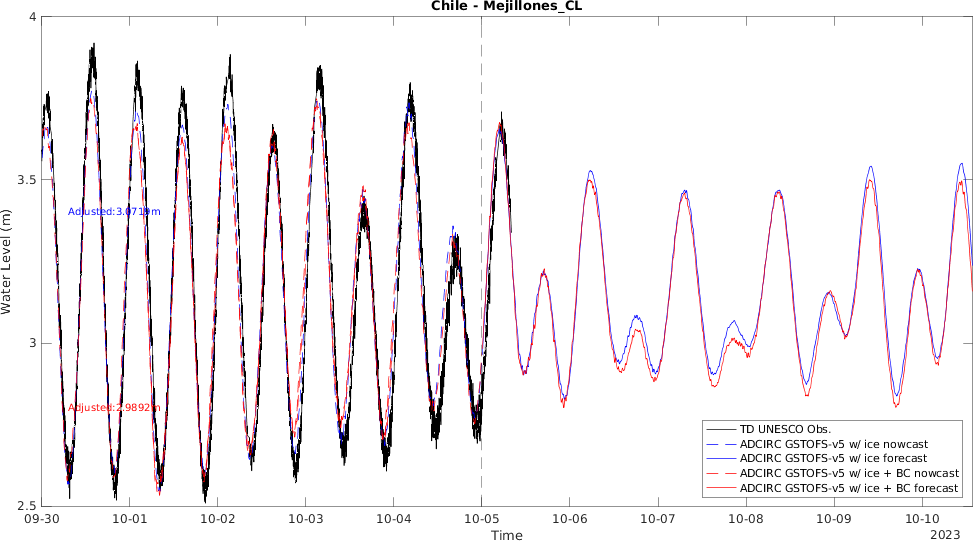 Chile - Mejillones_CL
4
3.5
3
2.5
Water Level (m)
Adjusted:3.0719m
Adjusted:2.9892m
TD UNESCO Obs.
ADCIRC GSTOFS-v5 w/ ice nowcast
ADCIRC GSTOFS-v5 w/ ice forecast
ADCIRC GSTOFS-v5 w/ ice + BC nowcast
ADCIRC GSTOFS-v5 w/ ice + BC forecast
09-30 10-01 10-02 10-03 10-04 10-05 10-06 10-07 10-08 10-09 10-10
Time
2023